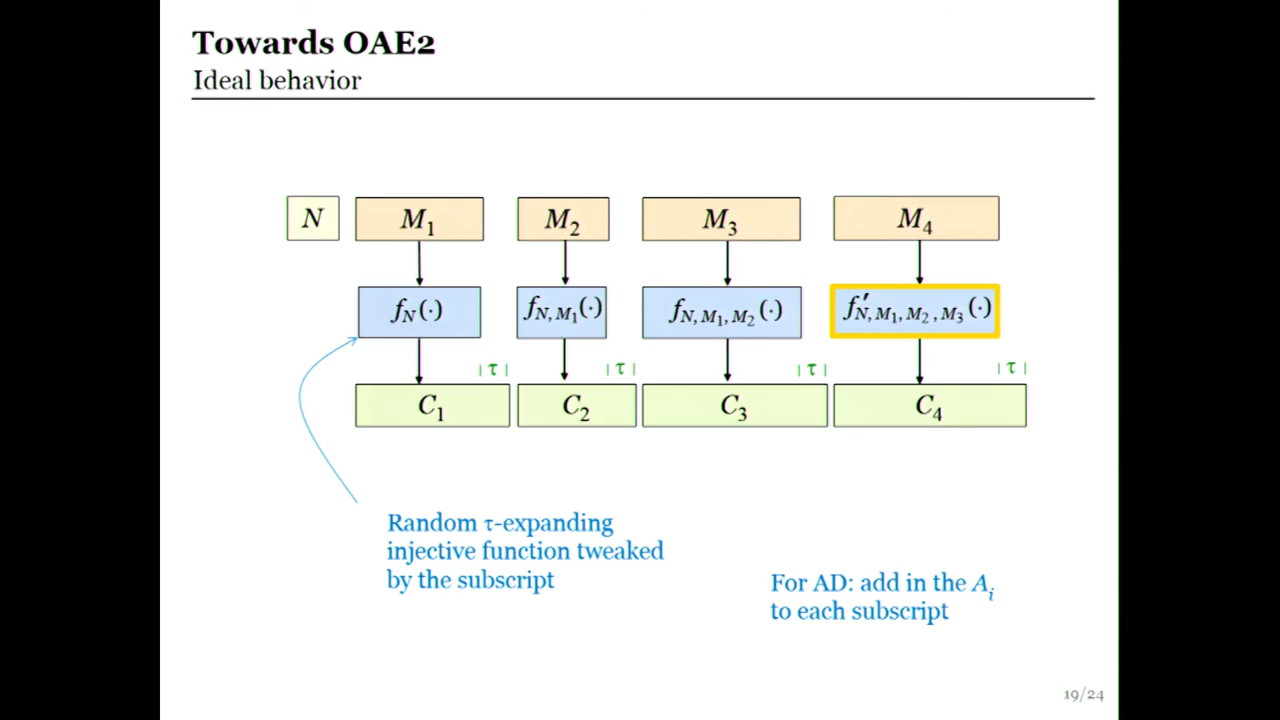 Towards OAE2
Ideal behavior
N M₁ M₂ M₃ M₄
f_N(·) f_{N, M₁}(·) f_{N, M₁, M₂}(·) f′_{N, M₁, M₂, M₃}(·)
|τ| |τ| |τ| |τ|
C₁ C₂ C₃ C₄
Random τ-expanding
injective function tweaked
by the subscript
For AD: add in the Aᵢ
to each subscript
19/24